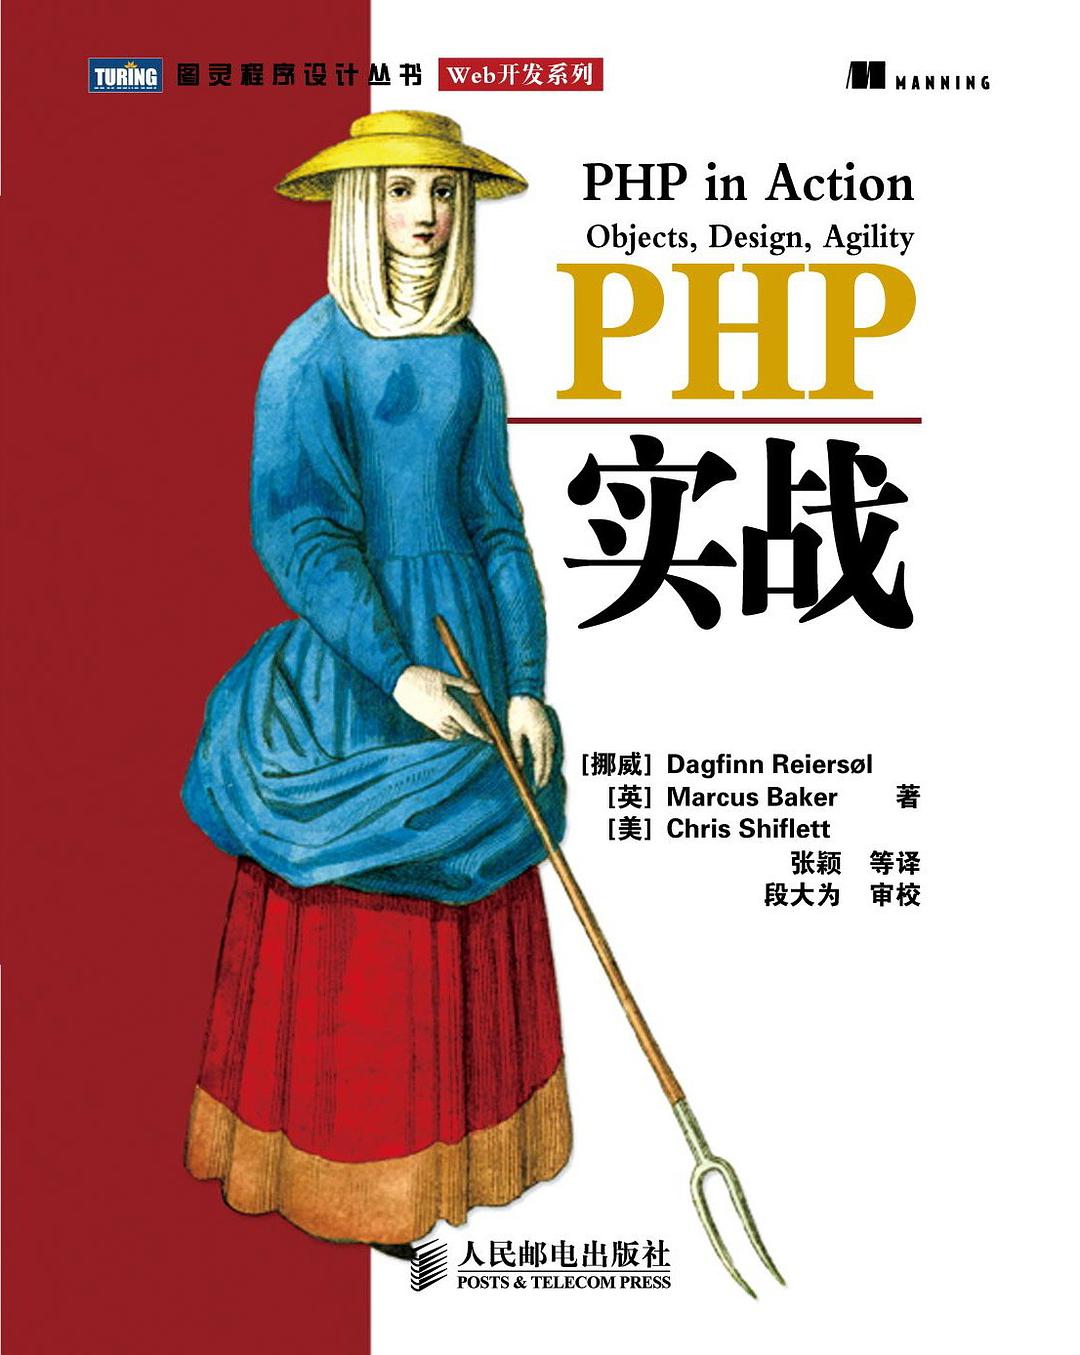 TURING 图灵程序设计丛书 Web开发系列
MANNING
PHP in Action
Objects, Design, Agility
PHP
实战
[挪威] Dagfinn Reiersøl
[英] Marcus Baker 著
[美] Chris Shiflett
张颖 等译
段大为 审校
人民邮电出版社
POSTS & TELECOM PRESS